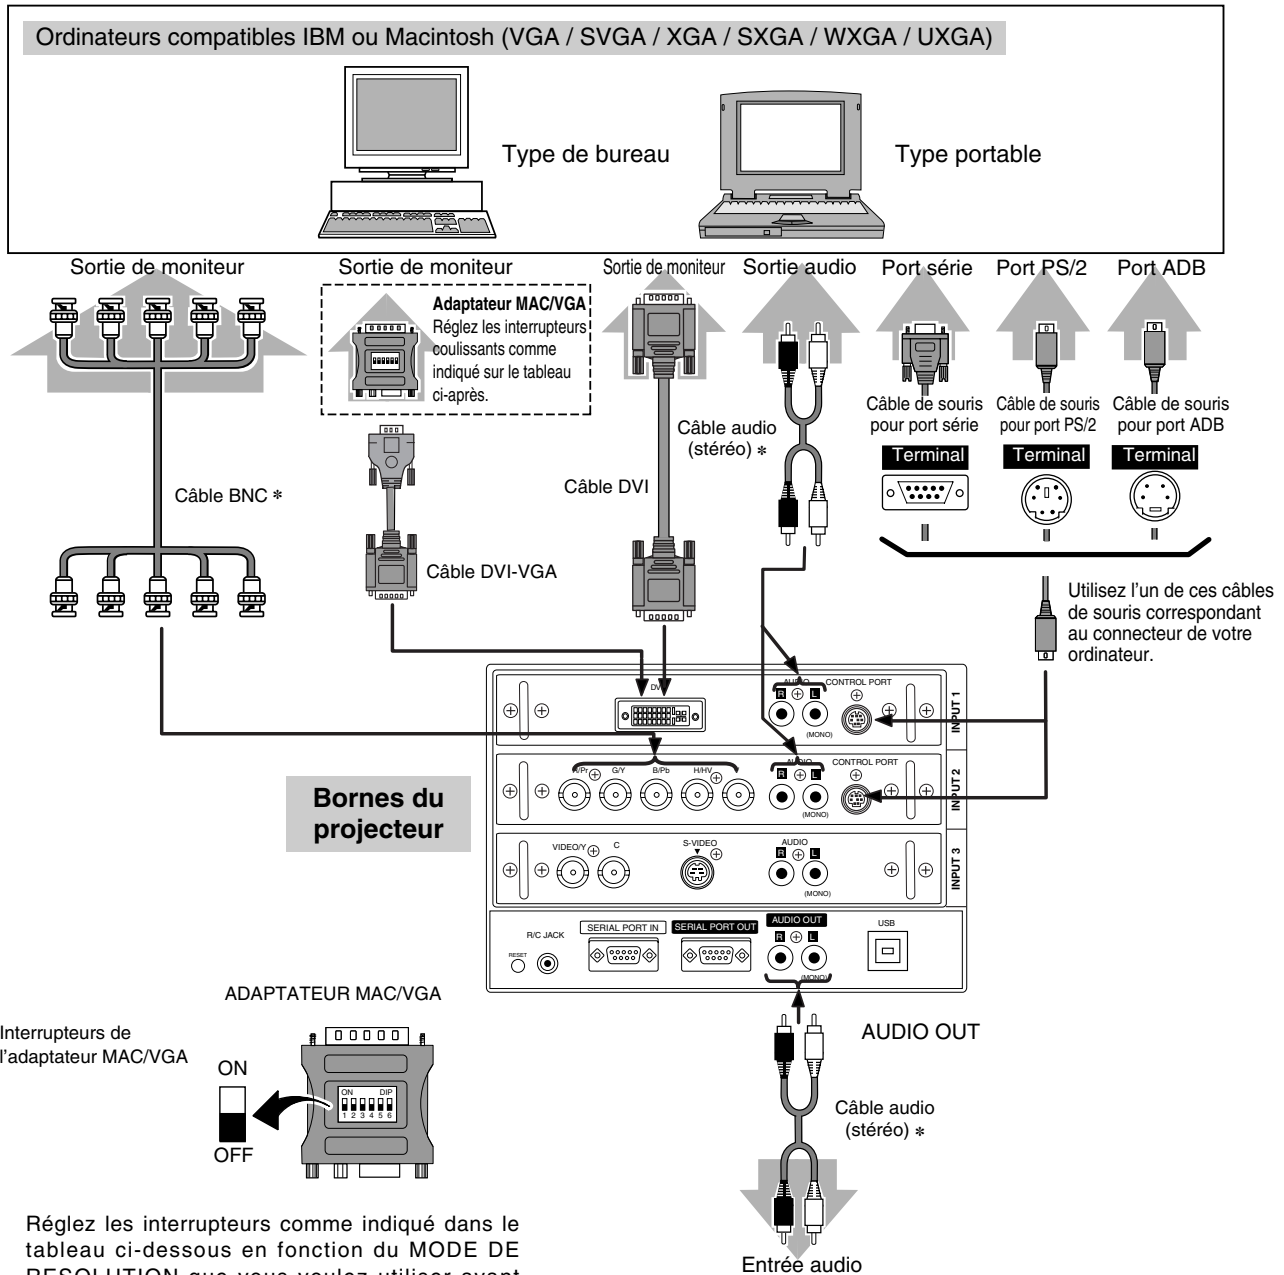 Ordinateurs compatibles IBM ou Macintosh (VGA / SVGA / XGA / SXGA / WXGA / UXGA)
Type de bureau
Type portable
Sortie de moniteur
Sortie de moniteur
Sortie de moniteur
Sortie audio
Port série
Port PS/2
Port ADB
Adaptateur MAC/VGA
Réglez les interrupteurs
coulissants comme
indiqué sur le tableau
ci-après.
Câble de souris
pour port série
Câble de souris
pour port PS/2
Câble de souris
pour port ADB
Câble audio
(stéréo) *
Terminal
Terminal
Terminal
Câble BNC *
Câble DVI
Câble DVI-VGA
Utilisez l'un de ces câbles
de souris correspondant
au connecteur de votre
ordinateur.
AUDIO
CONTROL PORT
R
L
(MONO)
INPUT 1
R/Pr
G/Y
B/Pb
H/HV
AUDIO
CONTROL PORT
R
L
(MONO)
INPUT 2
Bornes du
projecteur
VIDEO/Y
C
S-VIDEO
AUDIO
R
L
(MONO)
INPUT 3
R/C JACK
RESET
SERIAL PORT IN
SERIAL PORT OUT
AUDIO OUT
R
L
(MONO)
USB
ADAPTATEUR MAC/VGA
Interrupteurs de
l'adaptateur MAC/VGA
ON
OFF
ON DIP
1 2 3 4 5 6
AUDIO OUT
Câble audio
(stéréo) *
Entrée audio
Réglez les interrupteurs comme indiqué dans le
tableau ci-dessous en fonction du MODE DE
RESOLUTION que vous voulez utiliser avant